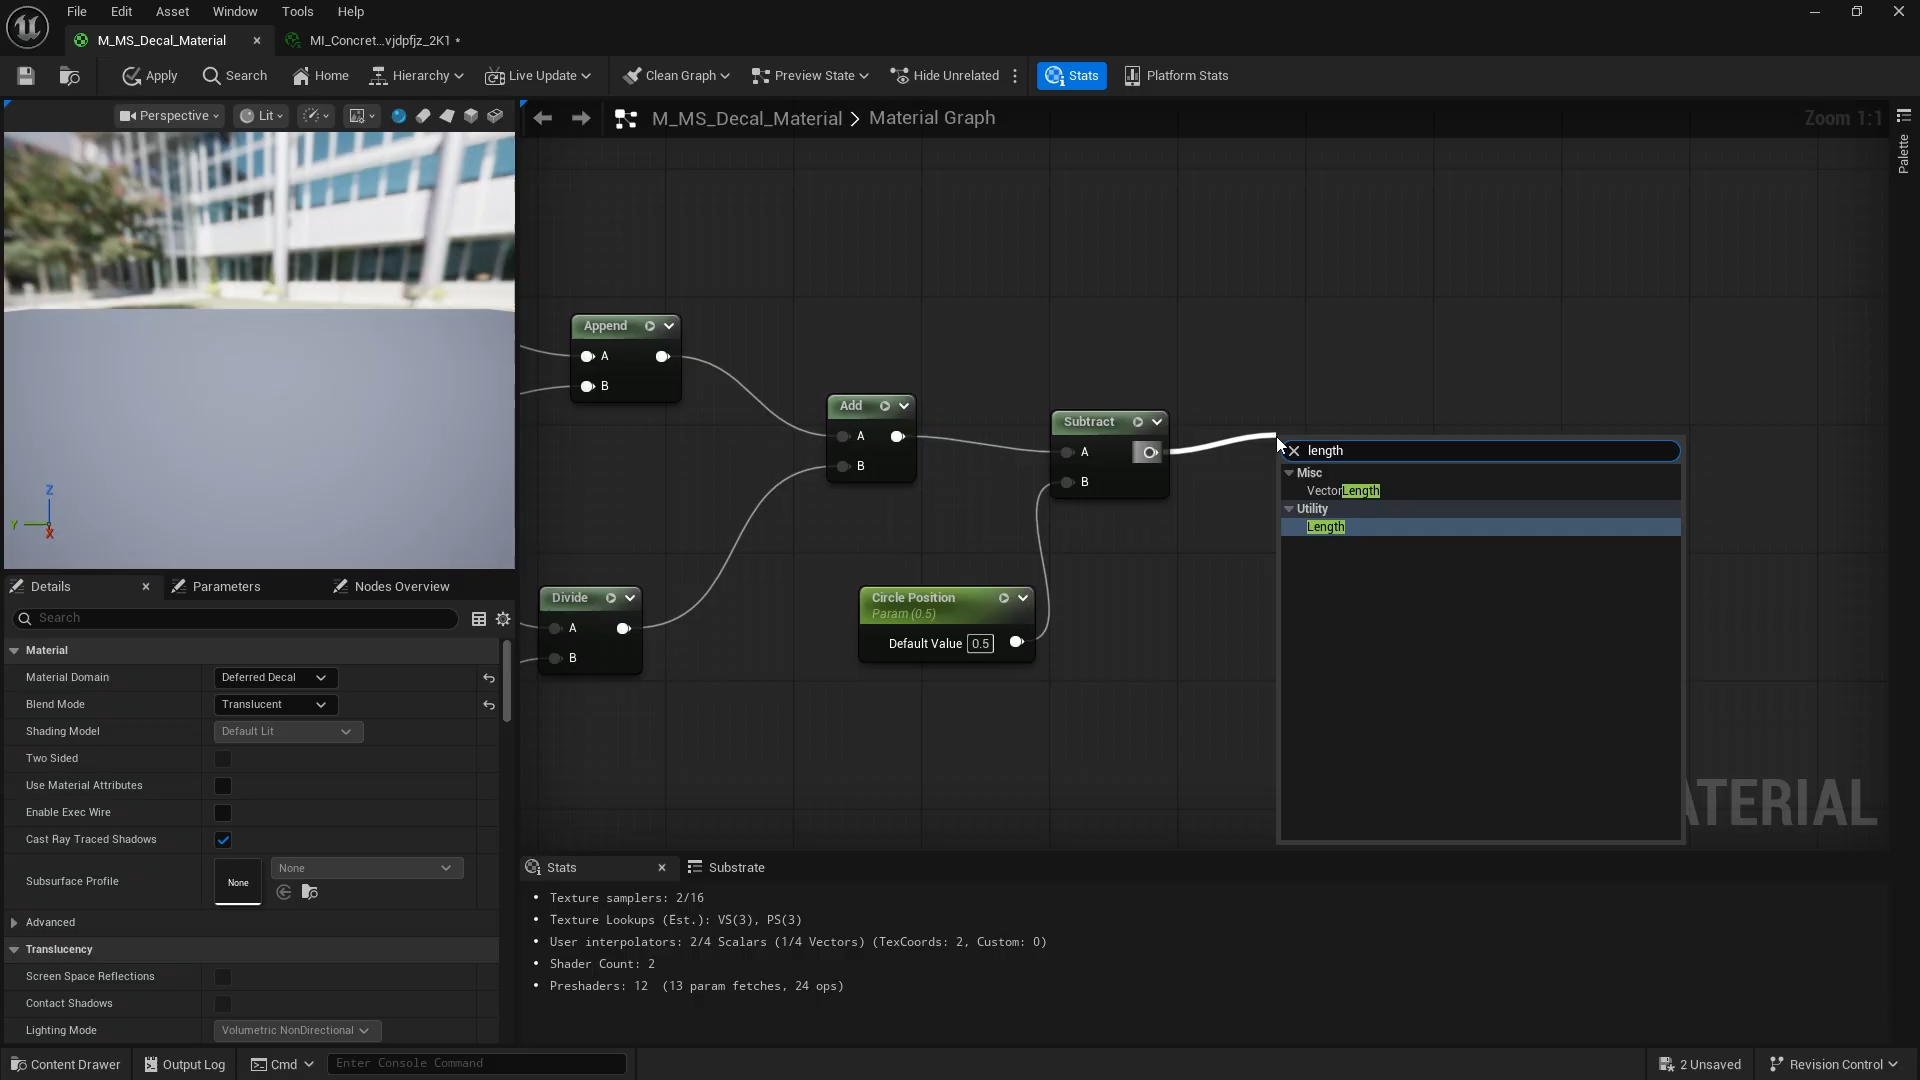 File Edit Asset Window Tools Help
M_MS_Decal_Material
MI_Concret...vjdpfjz_2K1 *
Apply Search Home Hierarchy Live Update Clean Graph Preview State Hide Unrelated Stats Platform Stats
Perspective Lit
M_MS_Decal_Material > Material Graph
Zoom 1:1
Palette
Append
A
B
Add
A
B
Subtract
A
B
length
Misc
VectorLength
Utility
Length
Divide
A
B
Circle Position
Param (0.5)
Default Value 0.5
ATERIAL
Z
Y
X
Details Parameters Nodes Overview
Search
Material
Material Domain Deferred Decal
Blend Mode Translucent
Shading Model Default Lit
Two Sided
Use Material Attributes
Enable Exec Wire
Cast Ray Traced Shadows
Subsurface Profile None None
Advanced
Translucency
Screen Space Reflections
Contact Shadows
Lighting Mode Volumetric NonDirectional
Stats Substrate
• Texture samplers: 2/16
• Texture Lookups (Est.): VS(3), PS(3)
• User interpolators: 2/4 Scalars (1/4 Vectors) (TexCoords: 2, Custom: 0)
• Shader Count: 2
• Preshaders: 12 (13 param fetches, 24 ops)
Content Drawer Output Log Cmd Enter Console Command 2 Unsaved Revision Control